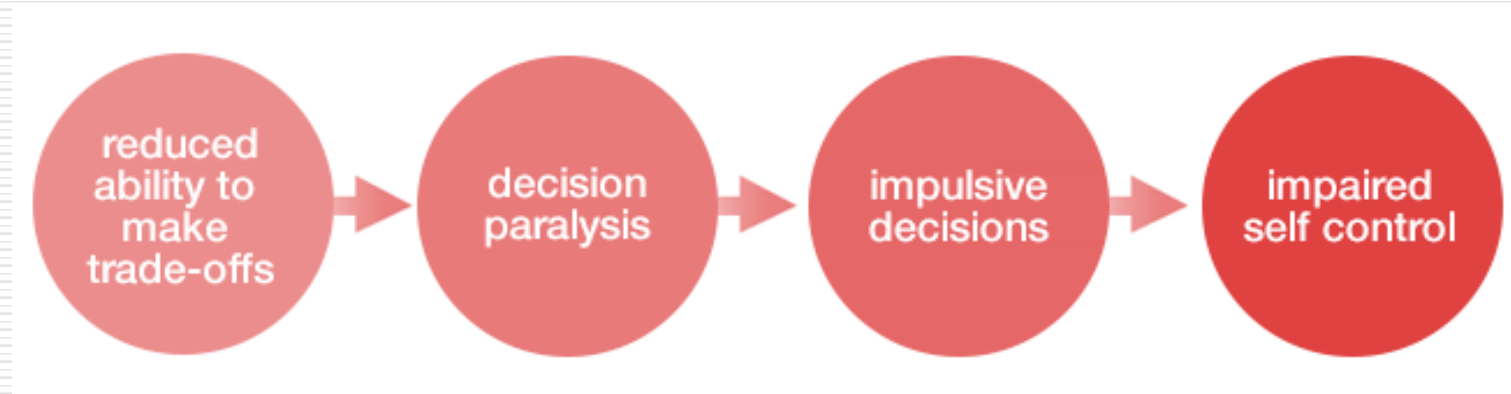 reduced
ability to
make
trade-offs
decision
paralysis
impulsive
decisions
impaired
self control